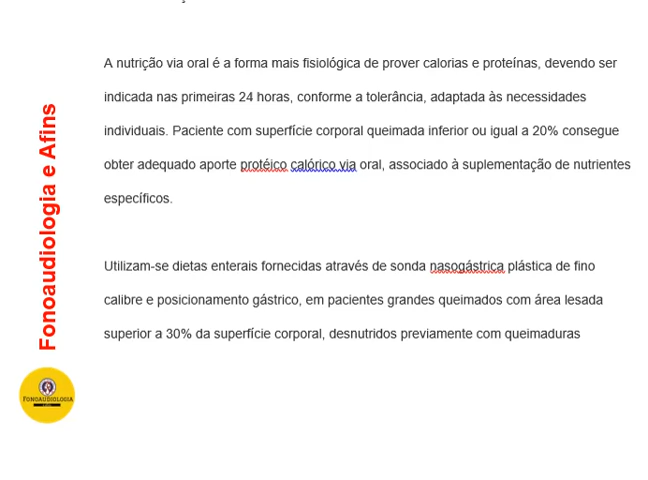 A nutrição via oral é a forma mais fisiológica de prover calorias e proteínas, devendo ser
indicada nas primeiras 24 horas, conforme a tolerância, adaptada às necessidades
individuais. Paciente com superfície corporal queimada inferior ou igual a 20% consegue
obter adequado aporte protéico calórico via oral, associado à suplementação de nutrientes
específicos.
Utilizam-se dietas enterais fornecidas através de sonda nasogástrica plástica de fino
calibre e posicionamento gástrico, em pacientes grandes queimados com área lesada
superior a 30% da superfície corporal, desnutridos previamente com queimaduras
Fonoaudiologia e Afins
FONOAUDIOLOGIA